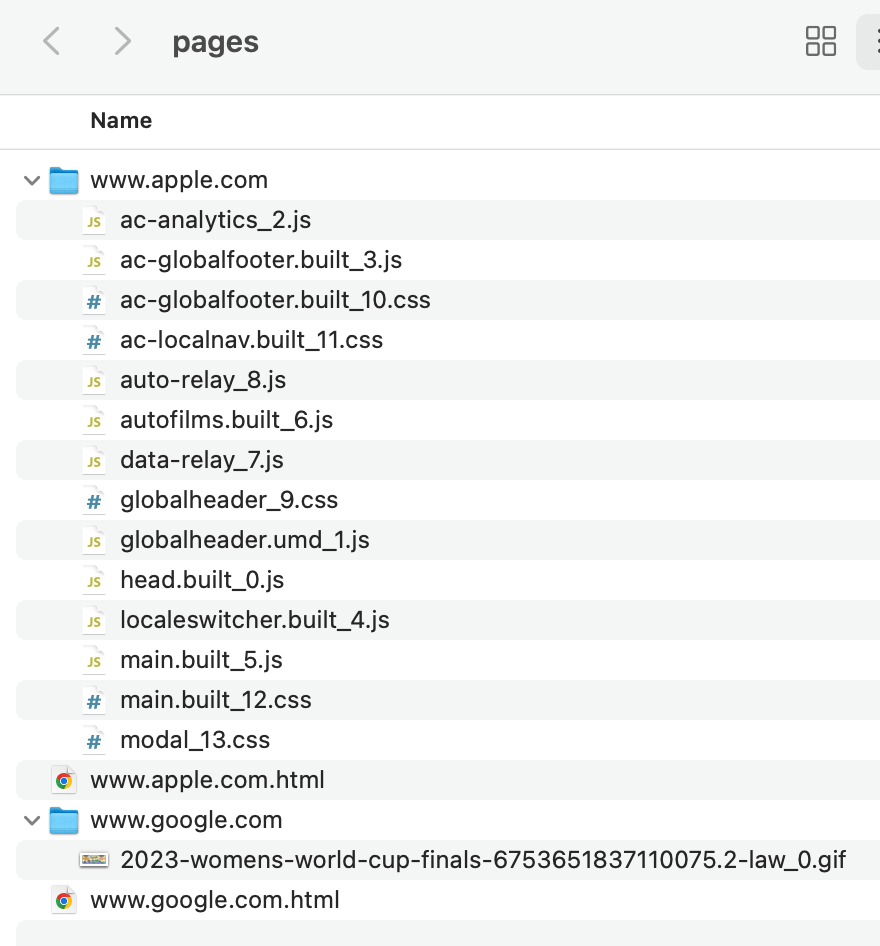 pages
Name
www.apple.com
JS ac-analytics_2.js
JS ac-globalfooter.built_3.js
# ac-globalfooter.built_10.css
# ac-localnav.built_11.css
JS auto-relay_8.js
JS autofilms.built_6.js
JS data-relay_7.js
# globalheader_9.css
JS globalheader.umd_1.js
JS head.built_0.js
JS localeswitcher.built_4.js
JS main.built_5.js
# main.built_12.css
# modal_13.css
www.apple.com.html
www.google.com
2023-womens-world-cup-finals-6753651837110075.2-law_0.gif
www.google.com.html